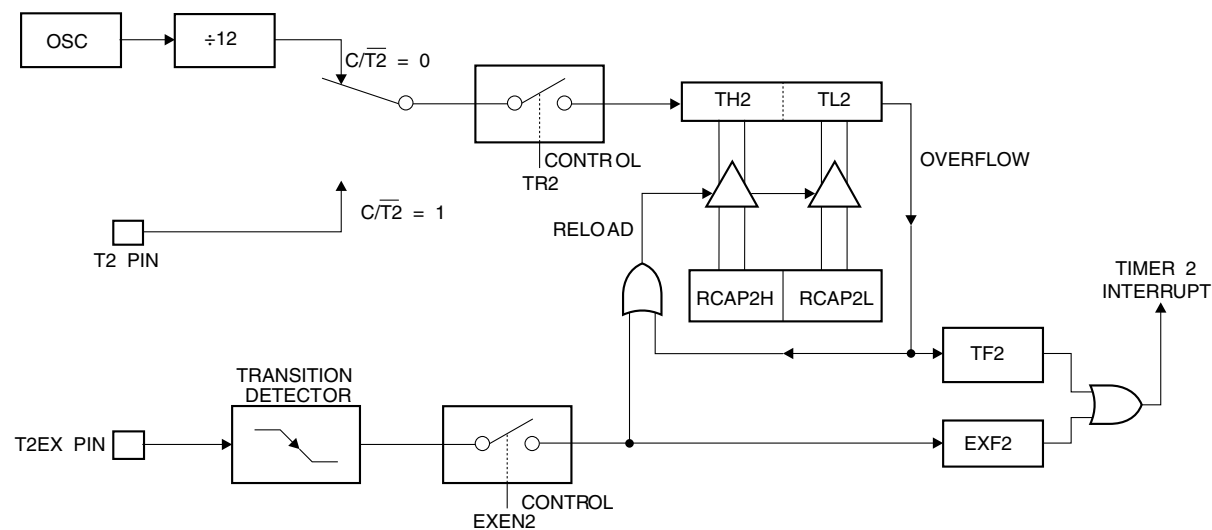 OSC
÷12
C/T2 = 0
TH2
TL2
CONTROL
TR2
OVERFLOW
C/T2 = 1
T2 PIN
RELOAD
RCAP2H
RCAP2L
TIMER 2
INTERRUPT
TF2
TRANSITION
DETECTOR
T2EX PIN
EXF2
CONTROL
EXEN2